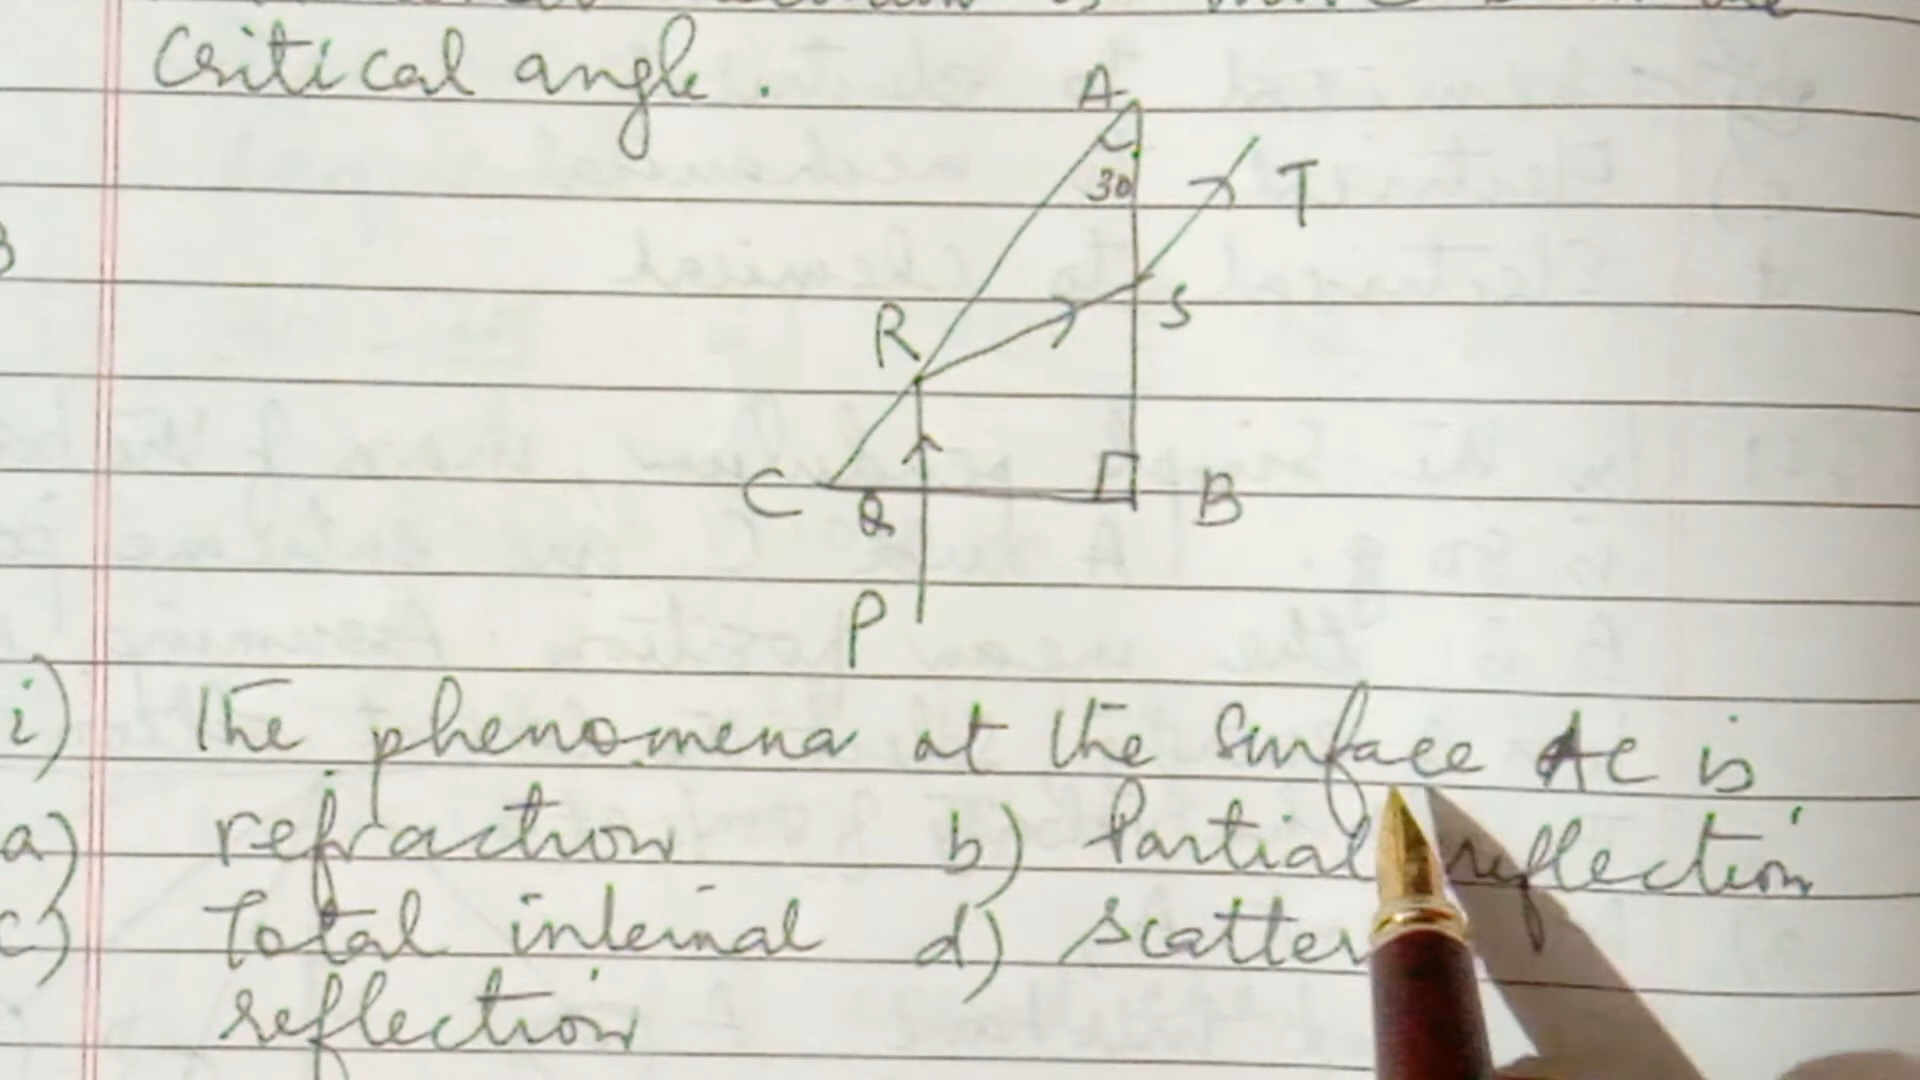 critical angle.
A
30
T
R
S
C
Q
B
P
i) The phenomena at the surface AC is
a) refraction b) Partial reflection
c) Total internal d) scatter
reflection